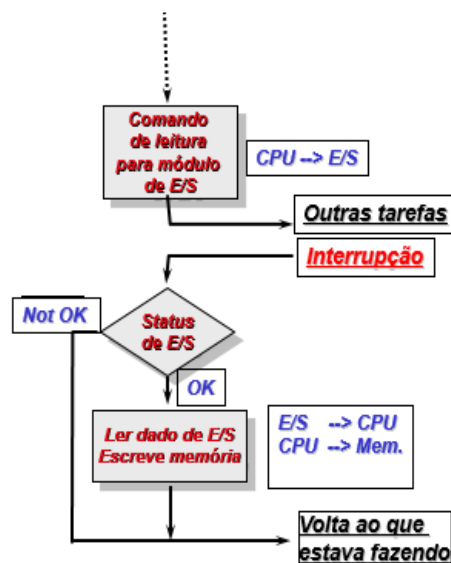 Comando
de leitura
para módulo
de E/S
CPU --> E/S
Outras tarefas
Interrupção
Not OK
Status
de E/S
OK
Ler dado de E/S
Escreve memória
E/S --> CPU
CPU --> Mem.
Volta ao que
estava fazendo